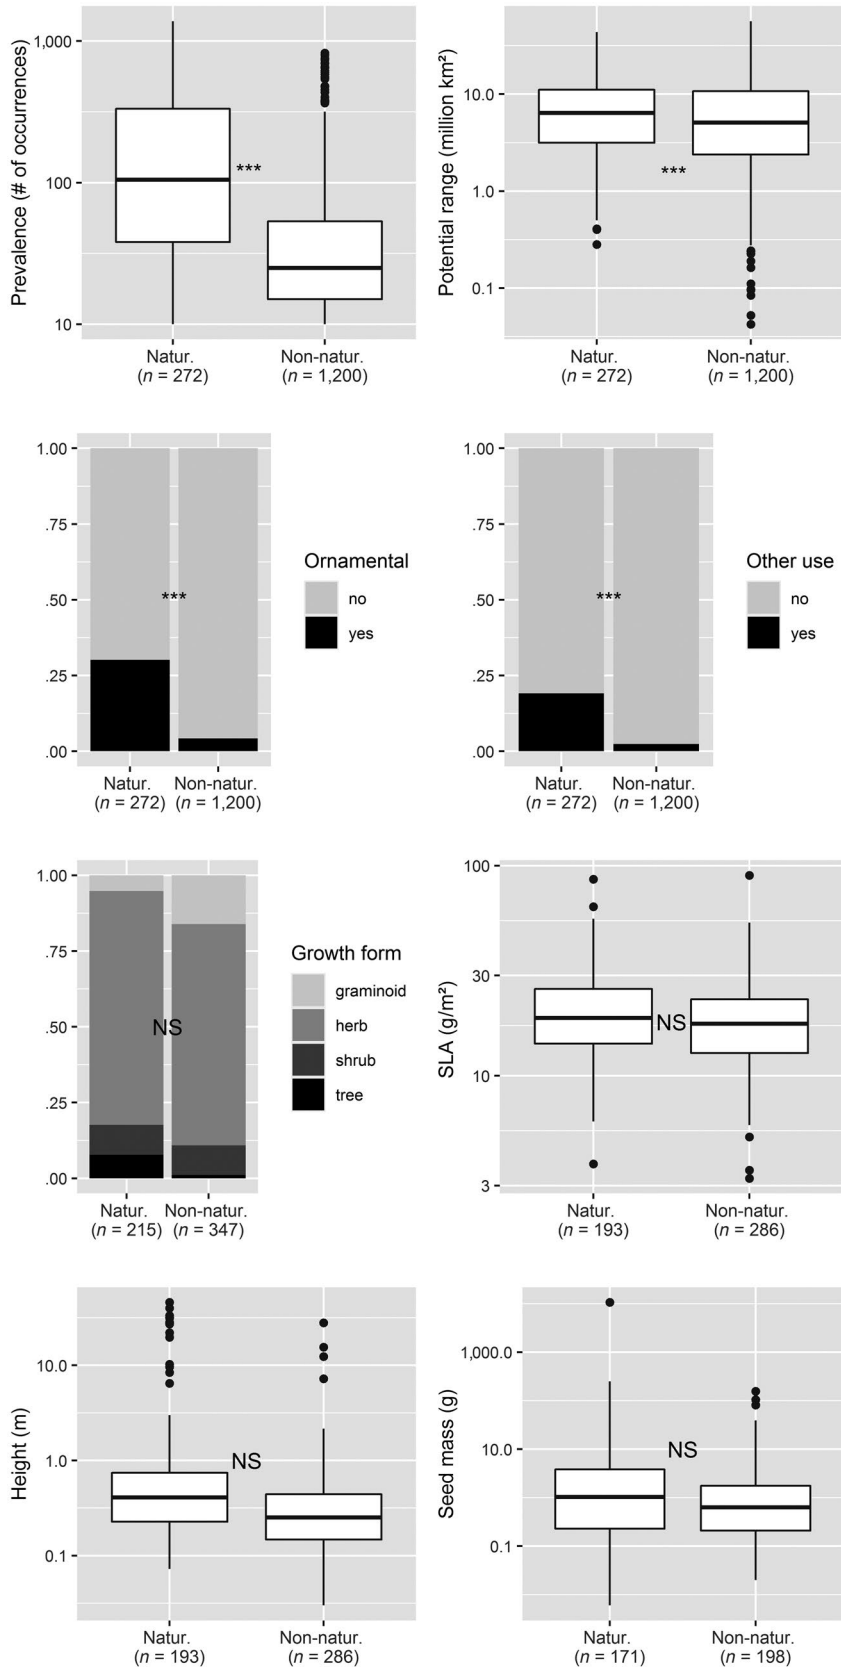 Prevalence (# of occurrences)
1,000
100
10
***
Natur.
(n = 272)
Non-natur.
(n = 1,200)
Potential range (million km²)
10.0
1.0
0.1
***
Natur.
(n = 272)
Non-natur.
(n = 1,200)
1.00
.75
.50
.25
.00
***
Natur.
(n = 272)
Non-natur.
(n = 1,200)
Ornamental
no
yes
1.00
.75
.50
.25
.00
***
Natur.
(n = 272)
Non-natur.
(n = 1,200)
Other use
no
yes
1.00
.75
.50
.25
.00
NS
Natur.
(n = 215)
Non-natur.
(n = 347)
Growth form
graminoid
herb
shrub
tree
SLA (g/m²)
100
30
10
3
NS
Natur.
(n = 193)
Non-natur.
(n = 286)
Height (m)
10.0
1.0
0.1
NS
Natur.
(n = 193)
Non-natur.
(n = 286)
Seed mass (g)
1,000.0
10.0
0.1
NS
Natur.
(n = 171)
Non-natur.
(n = 198)